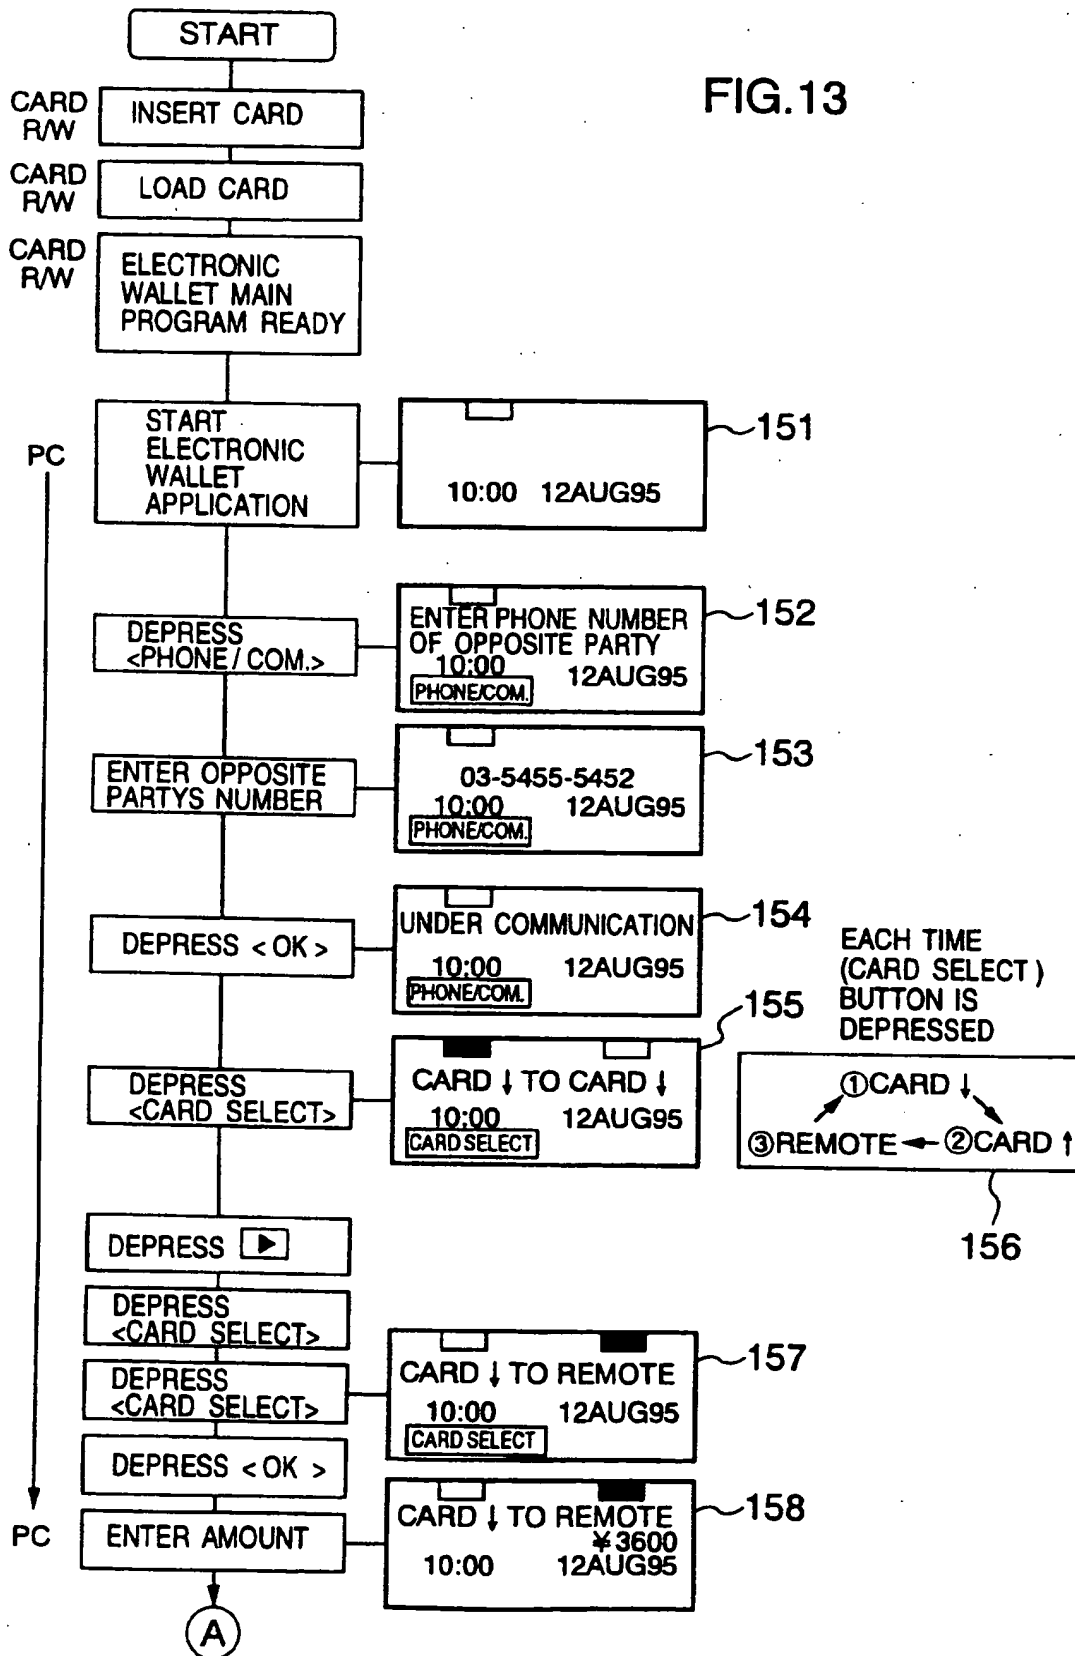 START
FIG.13
CARD
R/W
INSERT CARD
CARD
R/W
LOAD CARD
CARD
R/W
ELECTRONIC
WALLET MAIN
PROGRAM READY
PC
START
ELECTRONIC
WALLET
APPLICATION
10:00 12AUG95
151
DEPRESS
<PHONE/COM.>
ENTER PHONE NUMBER
OF OPPOSITE PARTY
10:00 12AUG95
PHONE/COM.
152
ENTER OPPOSITE
PARTYS NUMBER
03-5455-5452
10:00 12AUG95
PHONE/COM.
153
DEPRESS <OK>
UNDER COMMUNICATION
10:00 12AUG95
PHONE/COM.
154
DEPRESS
<CARD SELECT>
CARD ↓ TO CARD ↓
10:00 12AUG95
CARD SELECT
155
EACH TIME
(CARD SELECT)
BUTTON IS
DEPRESSED
①CARD ↓
③REMOTE ← ②CARD ↑
156
DEPRESS ▶
DEPRESS
<CARD SELECT>
DEPRESS
<CARD SELECT>
CARD ↓ TO REMOTE
10:00 12AUG95
CARD SELECT
157
DEPRESS <OK>
PC
ENTER AMOUNT
CARD ↓ TO REMOTE
¥3600
10:00 12AUG95
158
A